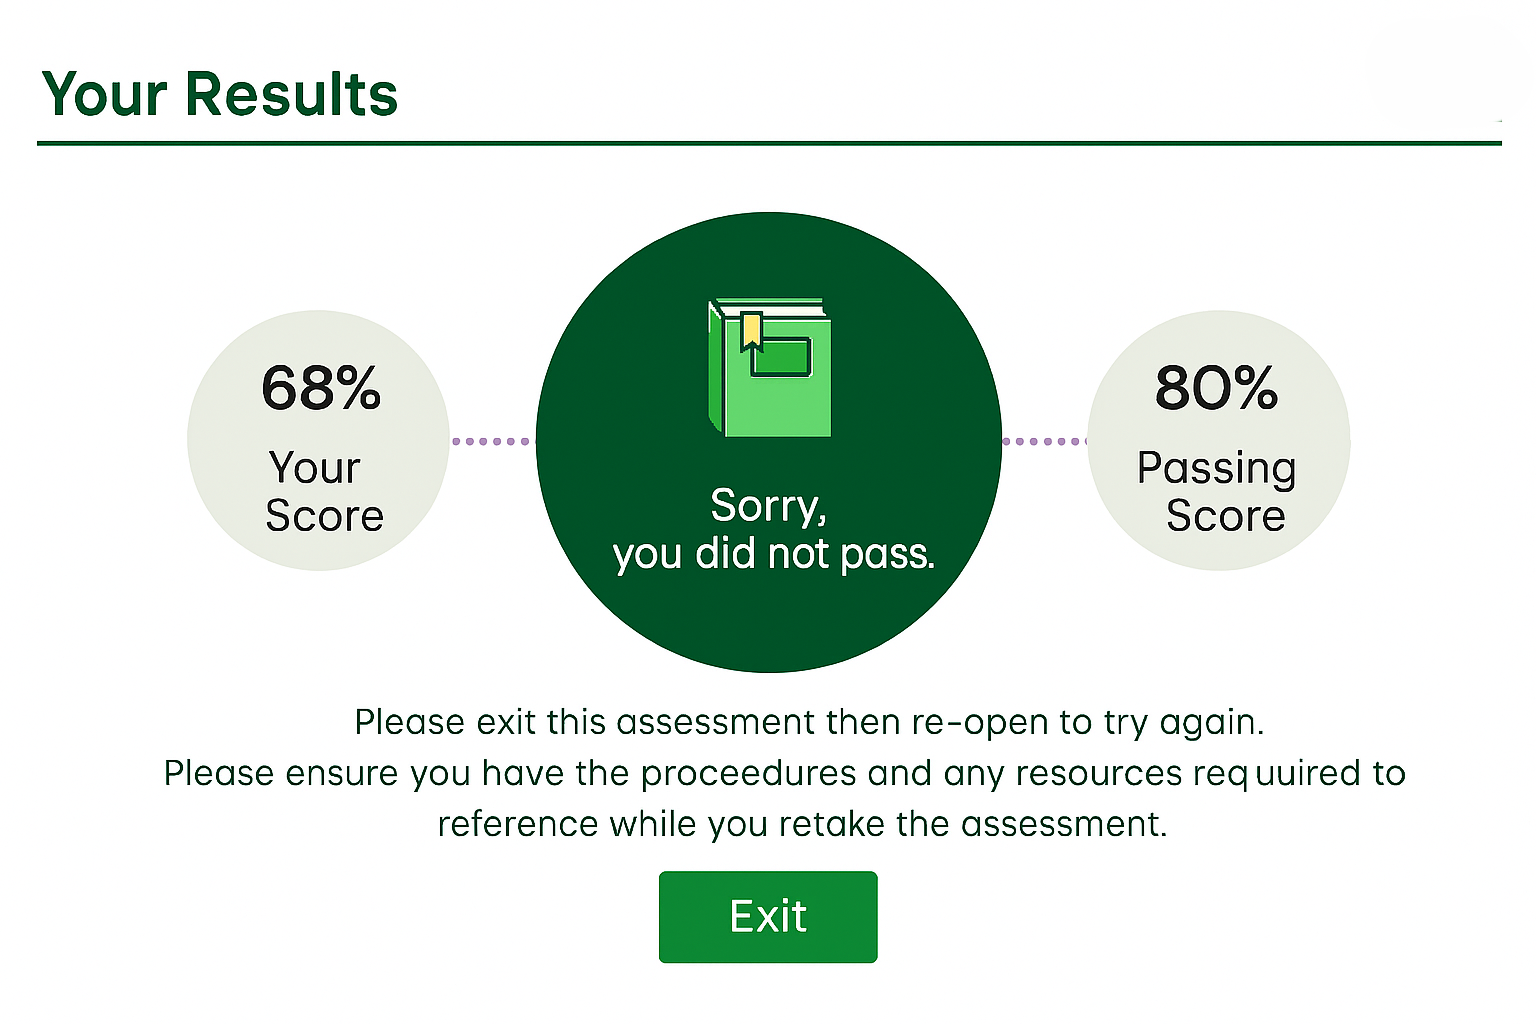 Your Results
68%
Your
Score
Sorry,
you did not pass.
80%
Passing
Score
Please exit this assessment then re-open to try again.
Please ensure you have the proceedures and any resources requuired to
reference while you retake the assessment.
Exit